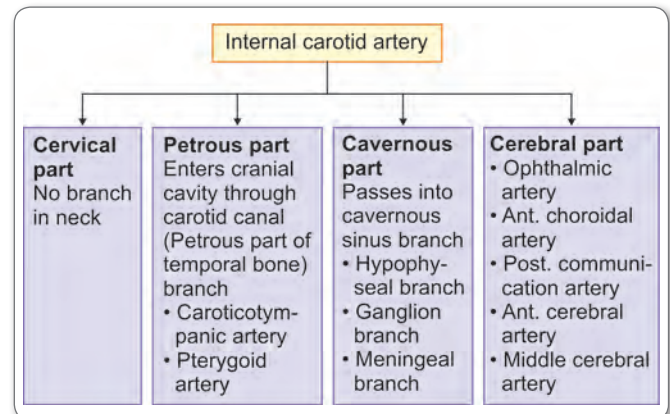 Internal carotid artery
Cervical
part
No branch
in neck
Petrous part
Enters cranial
cavity through
carotid canal
(Petrous part of
temporal bone)
branch
• Caroticotym-
panic artery
• Pterygoid
artery
Cavernous
part
Passes into
cavernous
sinus branch
• Hypophy-
seal branch
• Ganglion
branch
• Meningeal
branch
Cerebral part
• Ophthalmic
artery
• Ant. choroidal
artery
• Post. communi-
cation artery
• Ant. cerebral
artery
• Middle cerebral
artery